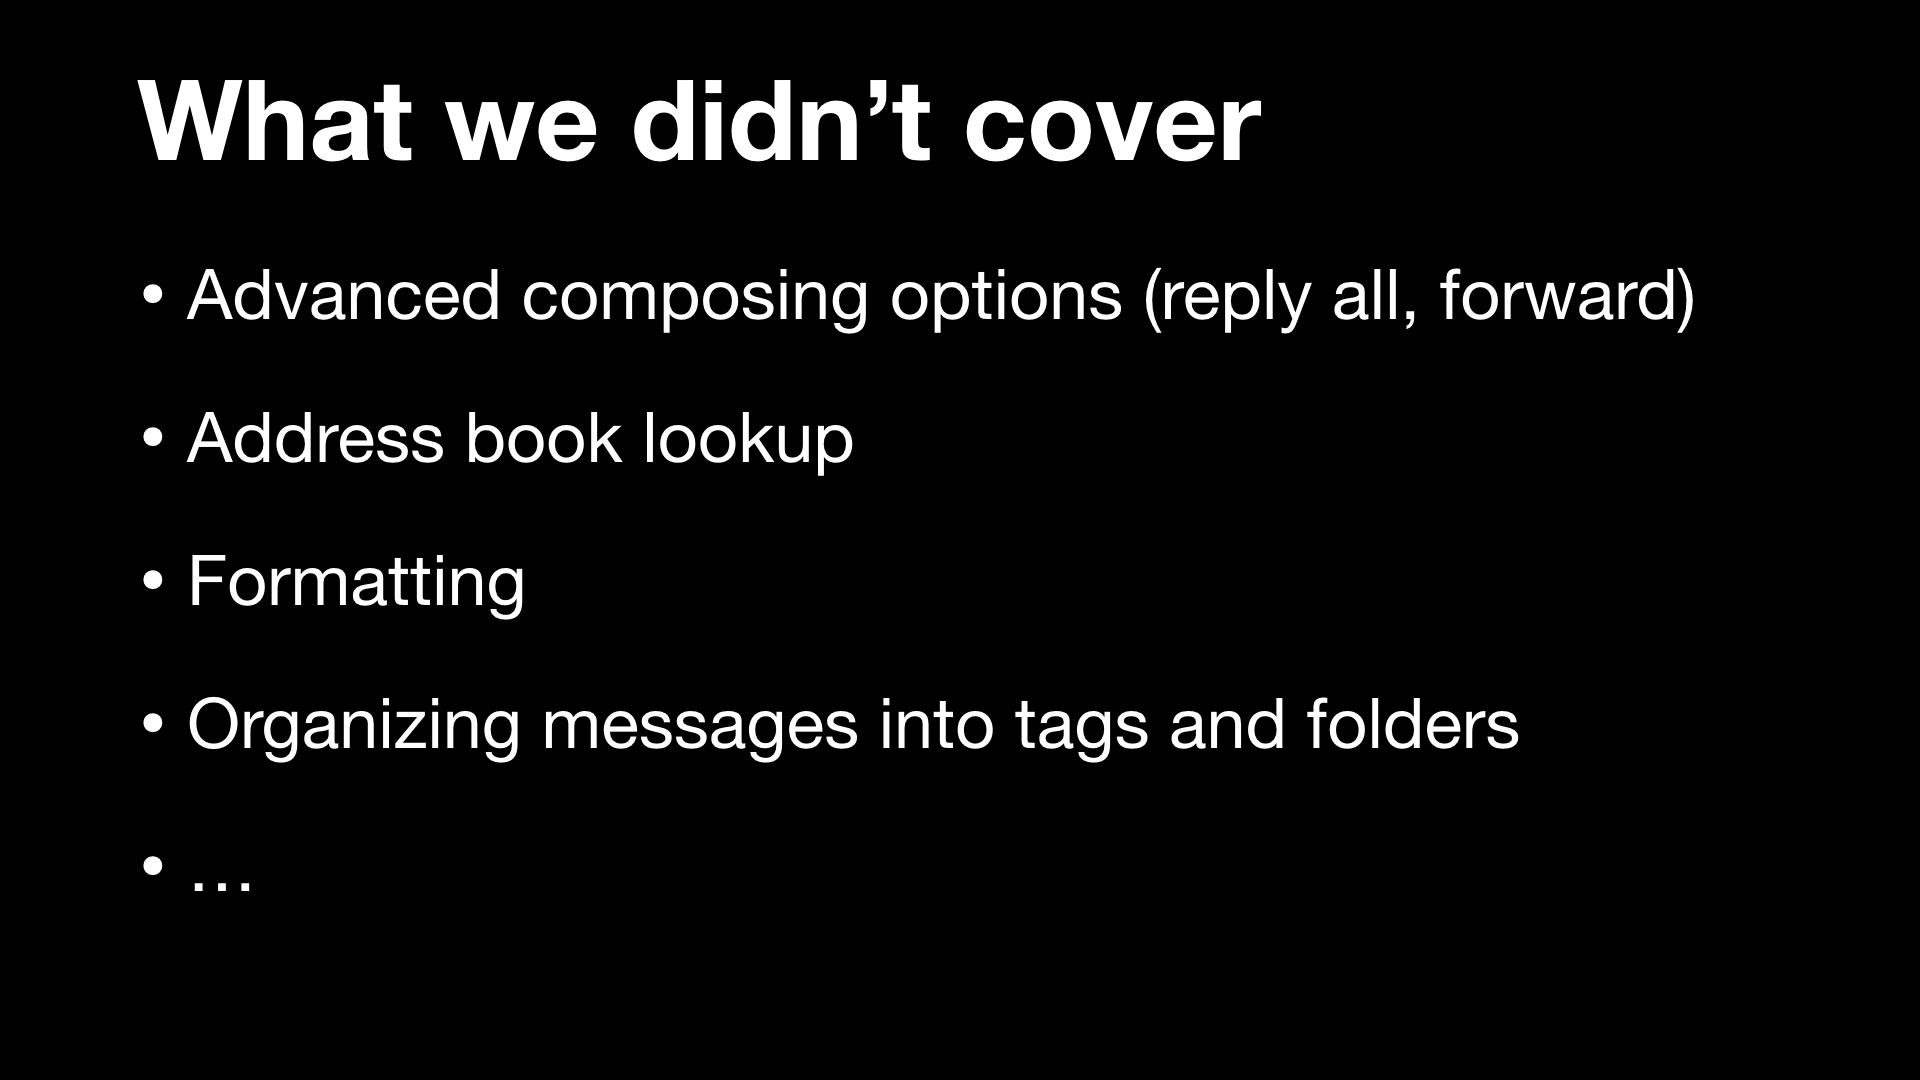 What we didn’t cover
• Advanced composing options (reply all, forward)
• Address book lookup
• Formatting
• Organizing messages into tags and folders
• …